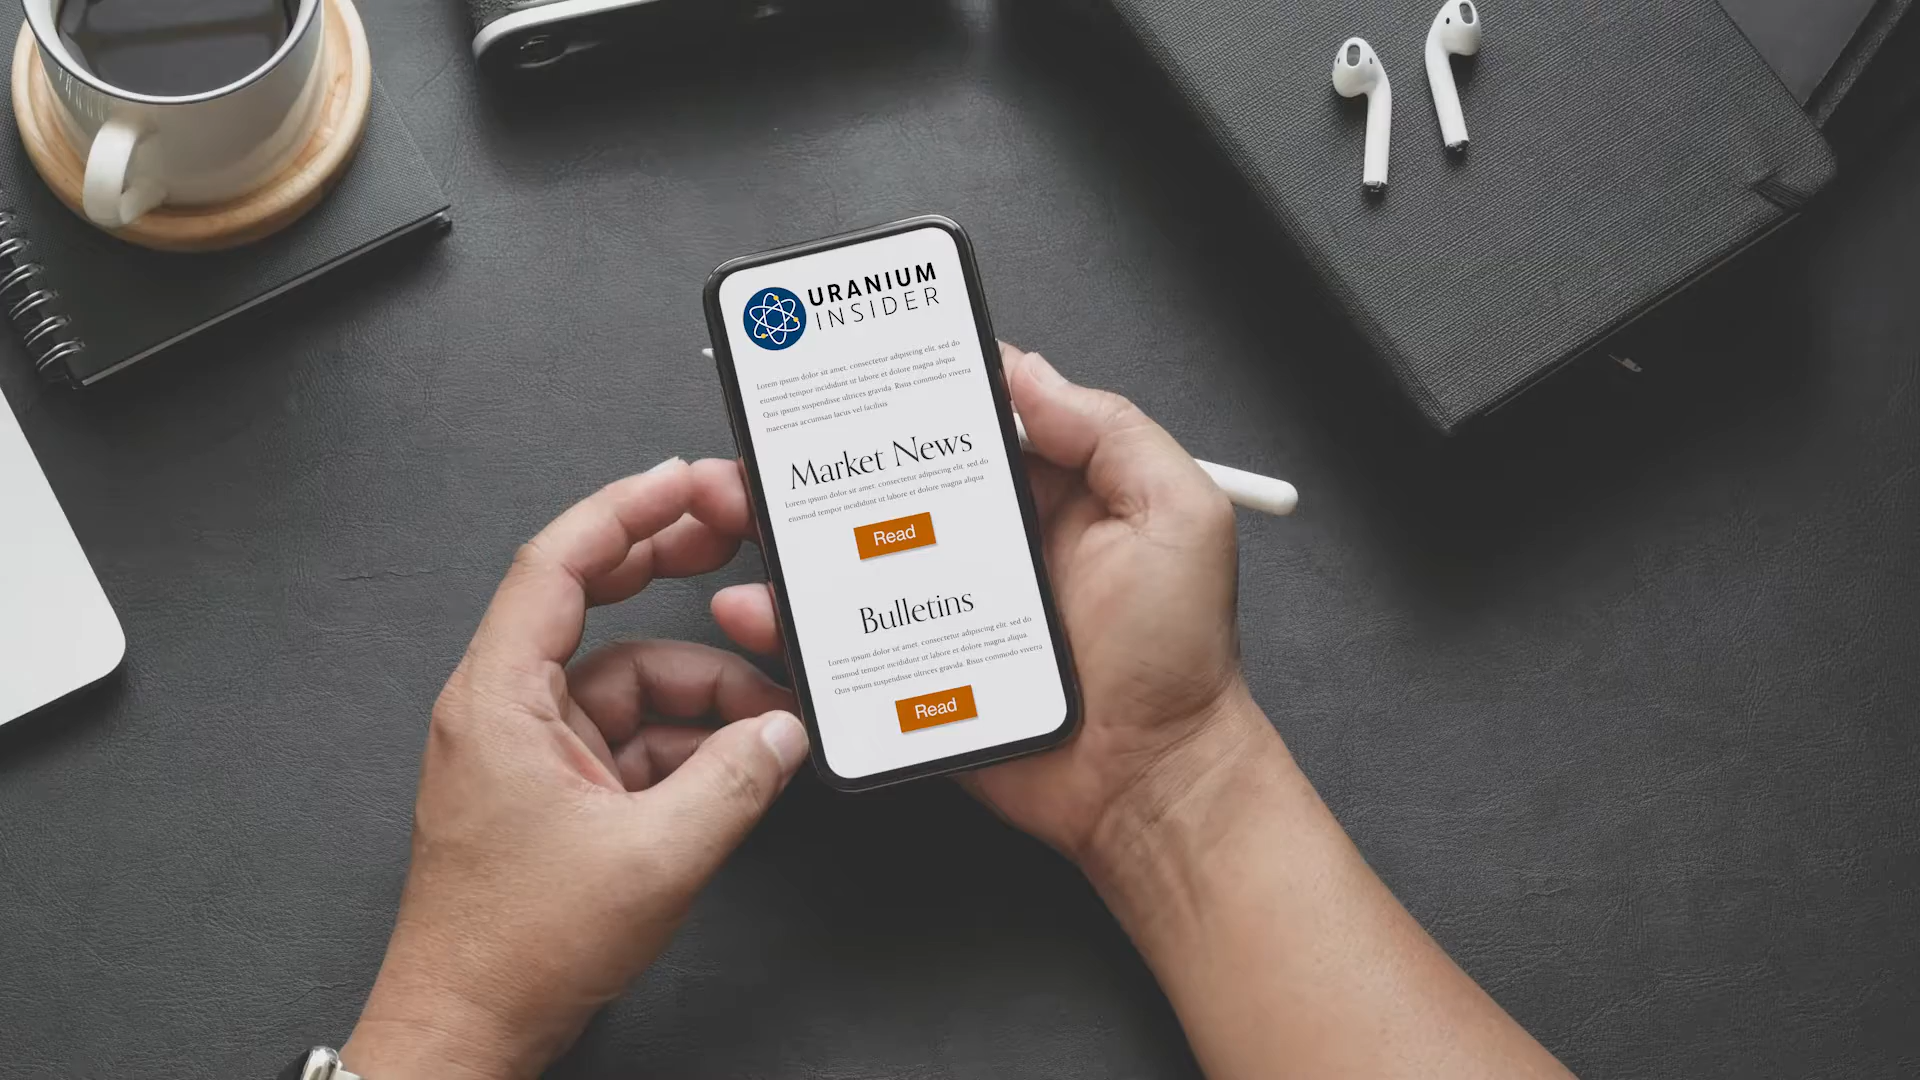 URANIUM
INSIDER
Lorem ipsum dolor sit amet, consectetur adipiscing elit, sed do
eiusmod tempor incididunt ut labore et dolore magna aliqua
Quis ipsum suspendisse ultrices gravida. Risus commodo viverra
maecenas accumsan lacus vel facilisis
Market News
Lorem ipsum dolor sit amet, consectetur adipiscing elit, sed do
eiusmod tempor incididunt ut labore et dolore magna aliqua
Read
Bulletins
Lorem ipsum dolor sit amet, consectetur adipiscing elit, sed do
eiusmod tempor incididunt ut labore et dolore magna aliqua
Quis ipsum suspendisse ultrices gravida. Risus commodo viverra
Read